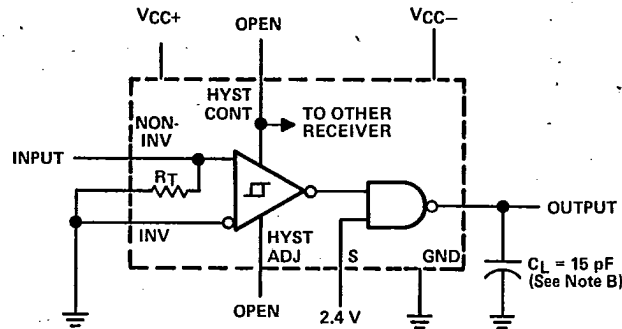 VCC+
OPEN
VCC–
HYST
CONT
TO OTHER
RECEIVER
NON-
INV
INPUT
RT
INV
HYST
ADJ
S
GND
OUTPUT
CL = 15 pF
(See Note B)
OPEN
2.4 V